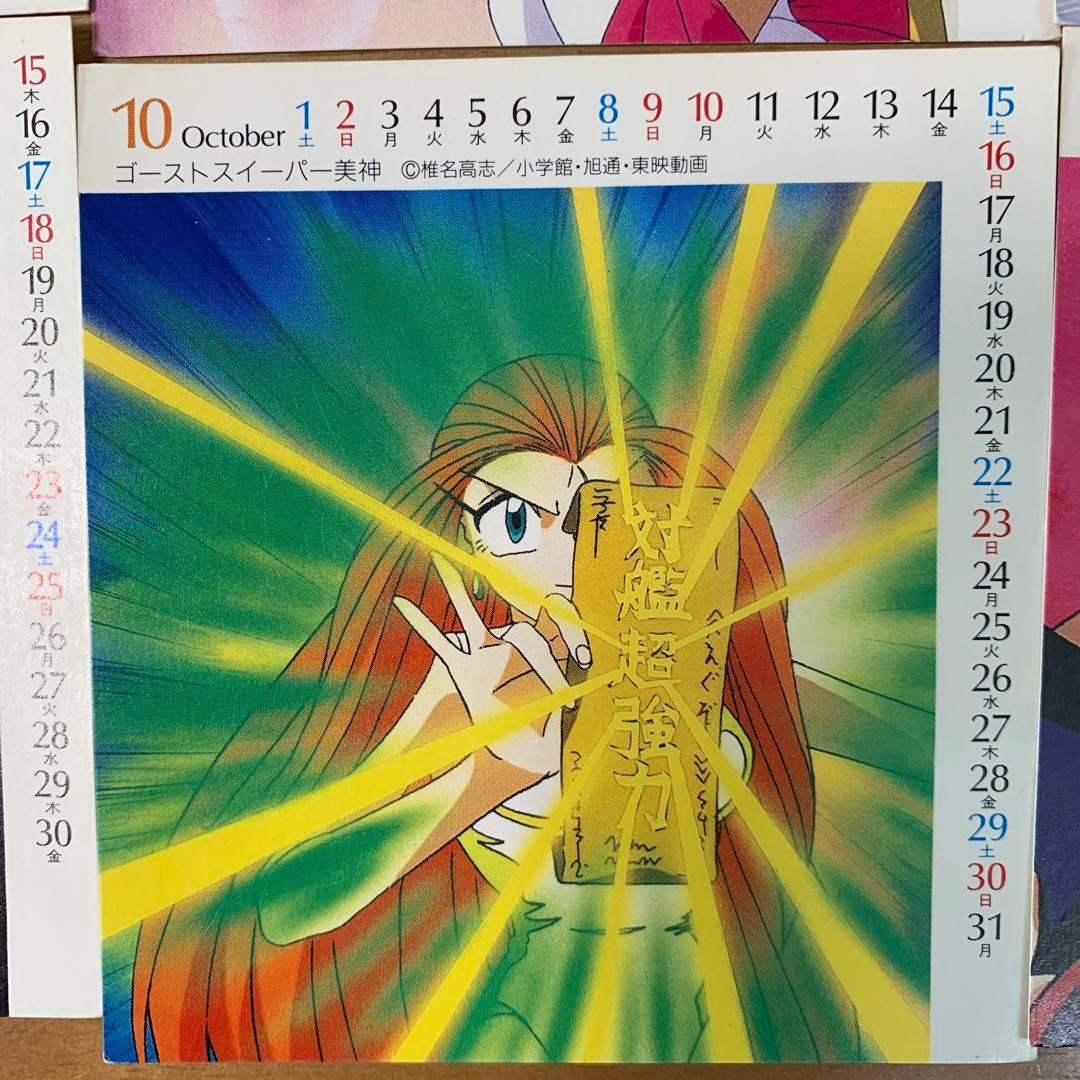 15
木
16
金
17
土
18
日
19
月
20
火
21
水
22
木
23
金
24
土
25
日
26
月
27
火
28
水
29
木
30
金
10 October 1 2 3 4 5 6 7 8 9 10 11 12 13 14 15
土 日 月 火 水 木 金 土 日 月 火 水 木 金 土
ゴーストスイーパー美神 ©椎名高志/小学館・旭通・東映動画
16
日
17
月
18
火
19
水
20
木
21
金
22
土
23
日
24
月
25
火
26
水
27
木
28
金
29
土
30
日
31
月
対艦超強力